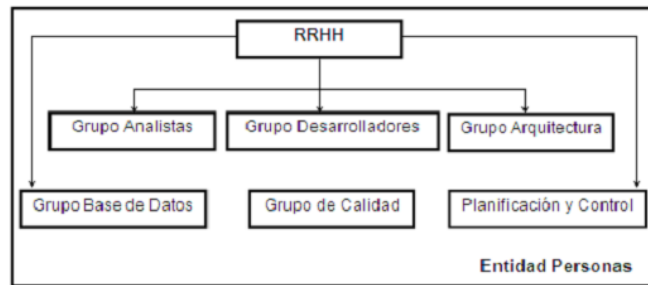 RRHH
Grupo Analistas
Grupo Desarrolladores
Grupo Arquitectura
Grupo Base de Datos
Grupo de Calidad
Planificación y Control
Entidad Personas